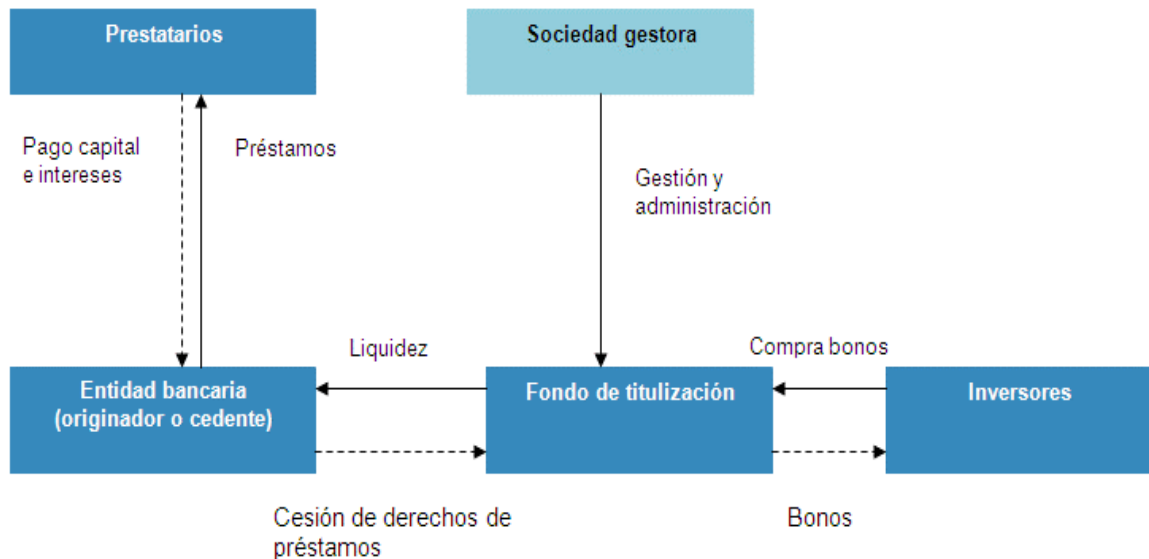 Prestatarios
Sociedad gestora
Pago capital
e intereses
Préstamos
Gestión y
administración
Liquidez
Compra bonos
Entidad bancaria
(originador o cedente)
Fondo de titulización
Inversores
Cesión de derechos de
préstamos
Bonos